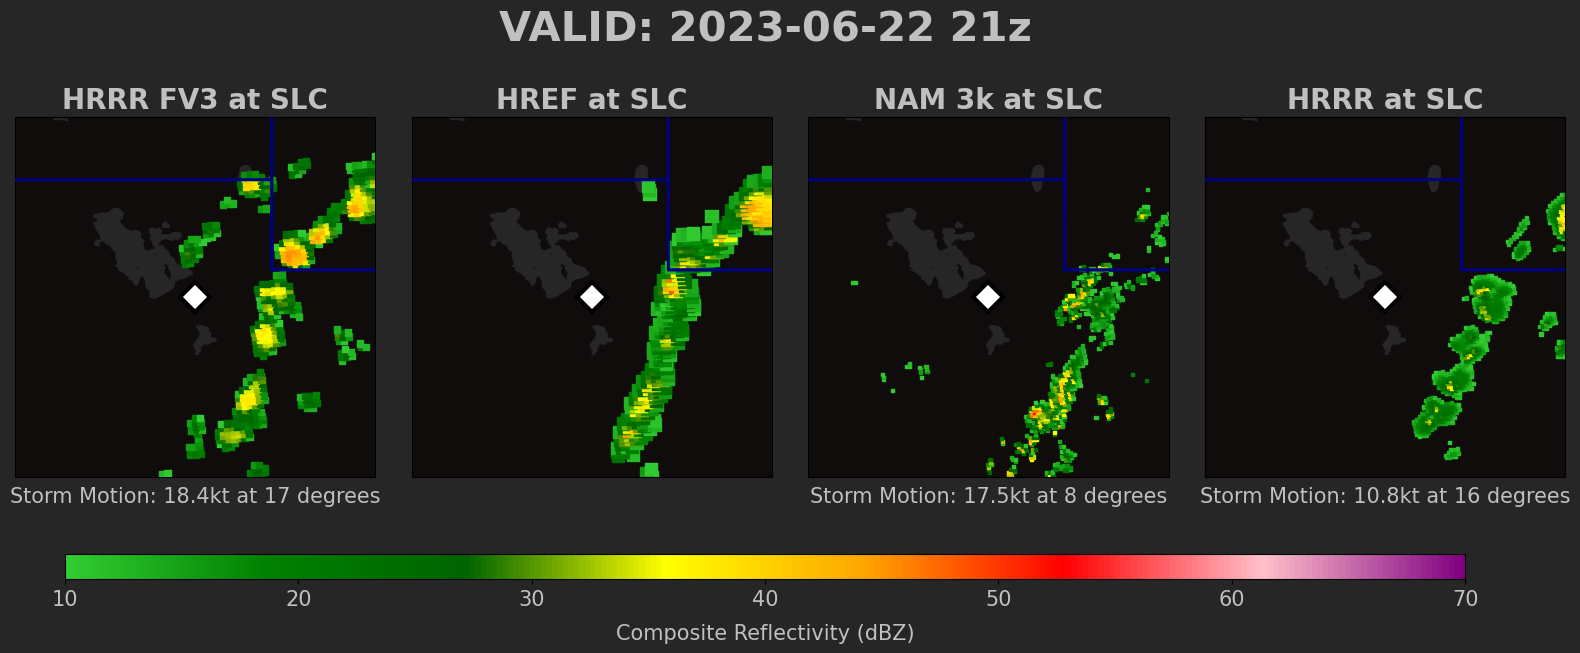 VALID: 2023-06-22 21z
HRRR FV3 at SLC
HREF at SLC
NAM 3k at SLC
HRRR at SLC
Storm Motion: 18.4kt at 17 degrees
Storm Motion: 17.5kt at 8 degrees
Storm Motion: 10.8kt at 16 degrees
10 20 30 40 50 60 70
Composite Reflectivity (dBZ)